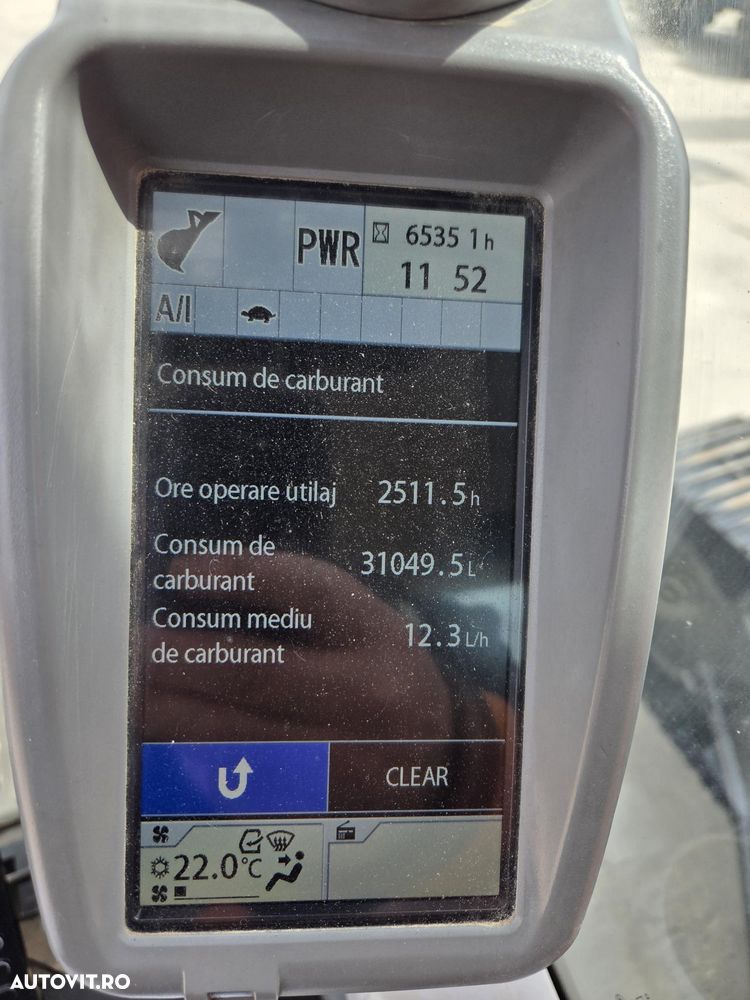 PWR
6535 1h
11 52
A/I
Consum de carburant
Ore operare utilaj 2511.5h
Consum de
carburant 31049.5L
Consum mediu
de carburant 12.3L/h
CLEAR
22.0°C
AUTOVIT.RO